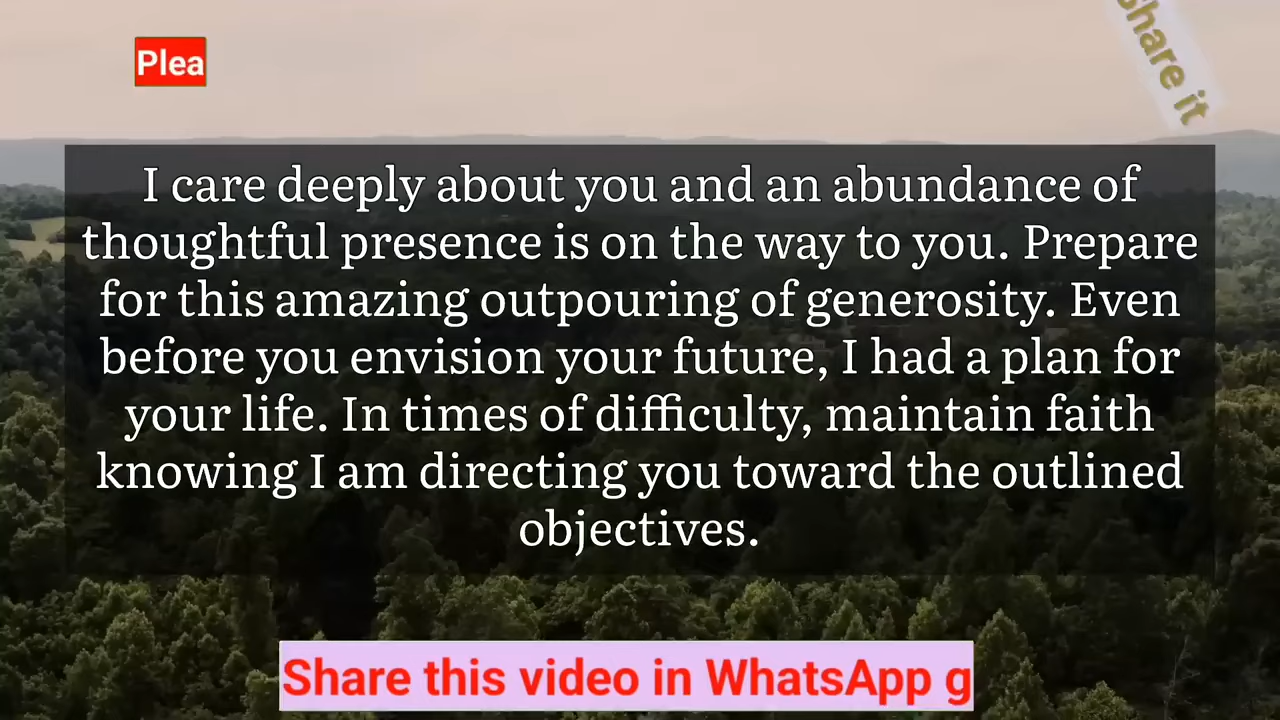 Plea
Share it
I care deeply about you and an abundance of
thoughtful presence is on the way to you. Prepare
for this amazing outpouring of generosity. Even
before you envision your future, I had a plan for
your life. In times of difficulty, maintain faith
knowing I am directing you toward the outlined
objectives.
Share this video in WhatsApp g